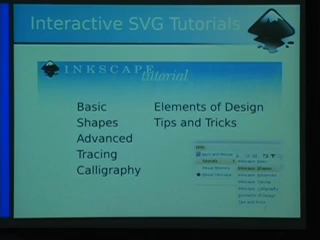 Interactive SVG Tutorials
INKSCAPE tutorial
Basic
Elements of Design
Shapes
Tips and Tricks
Advanced
Tracing
Calligraphy